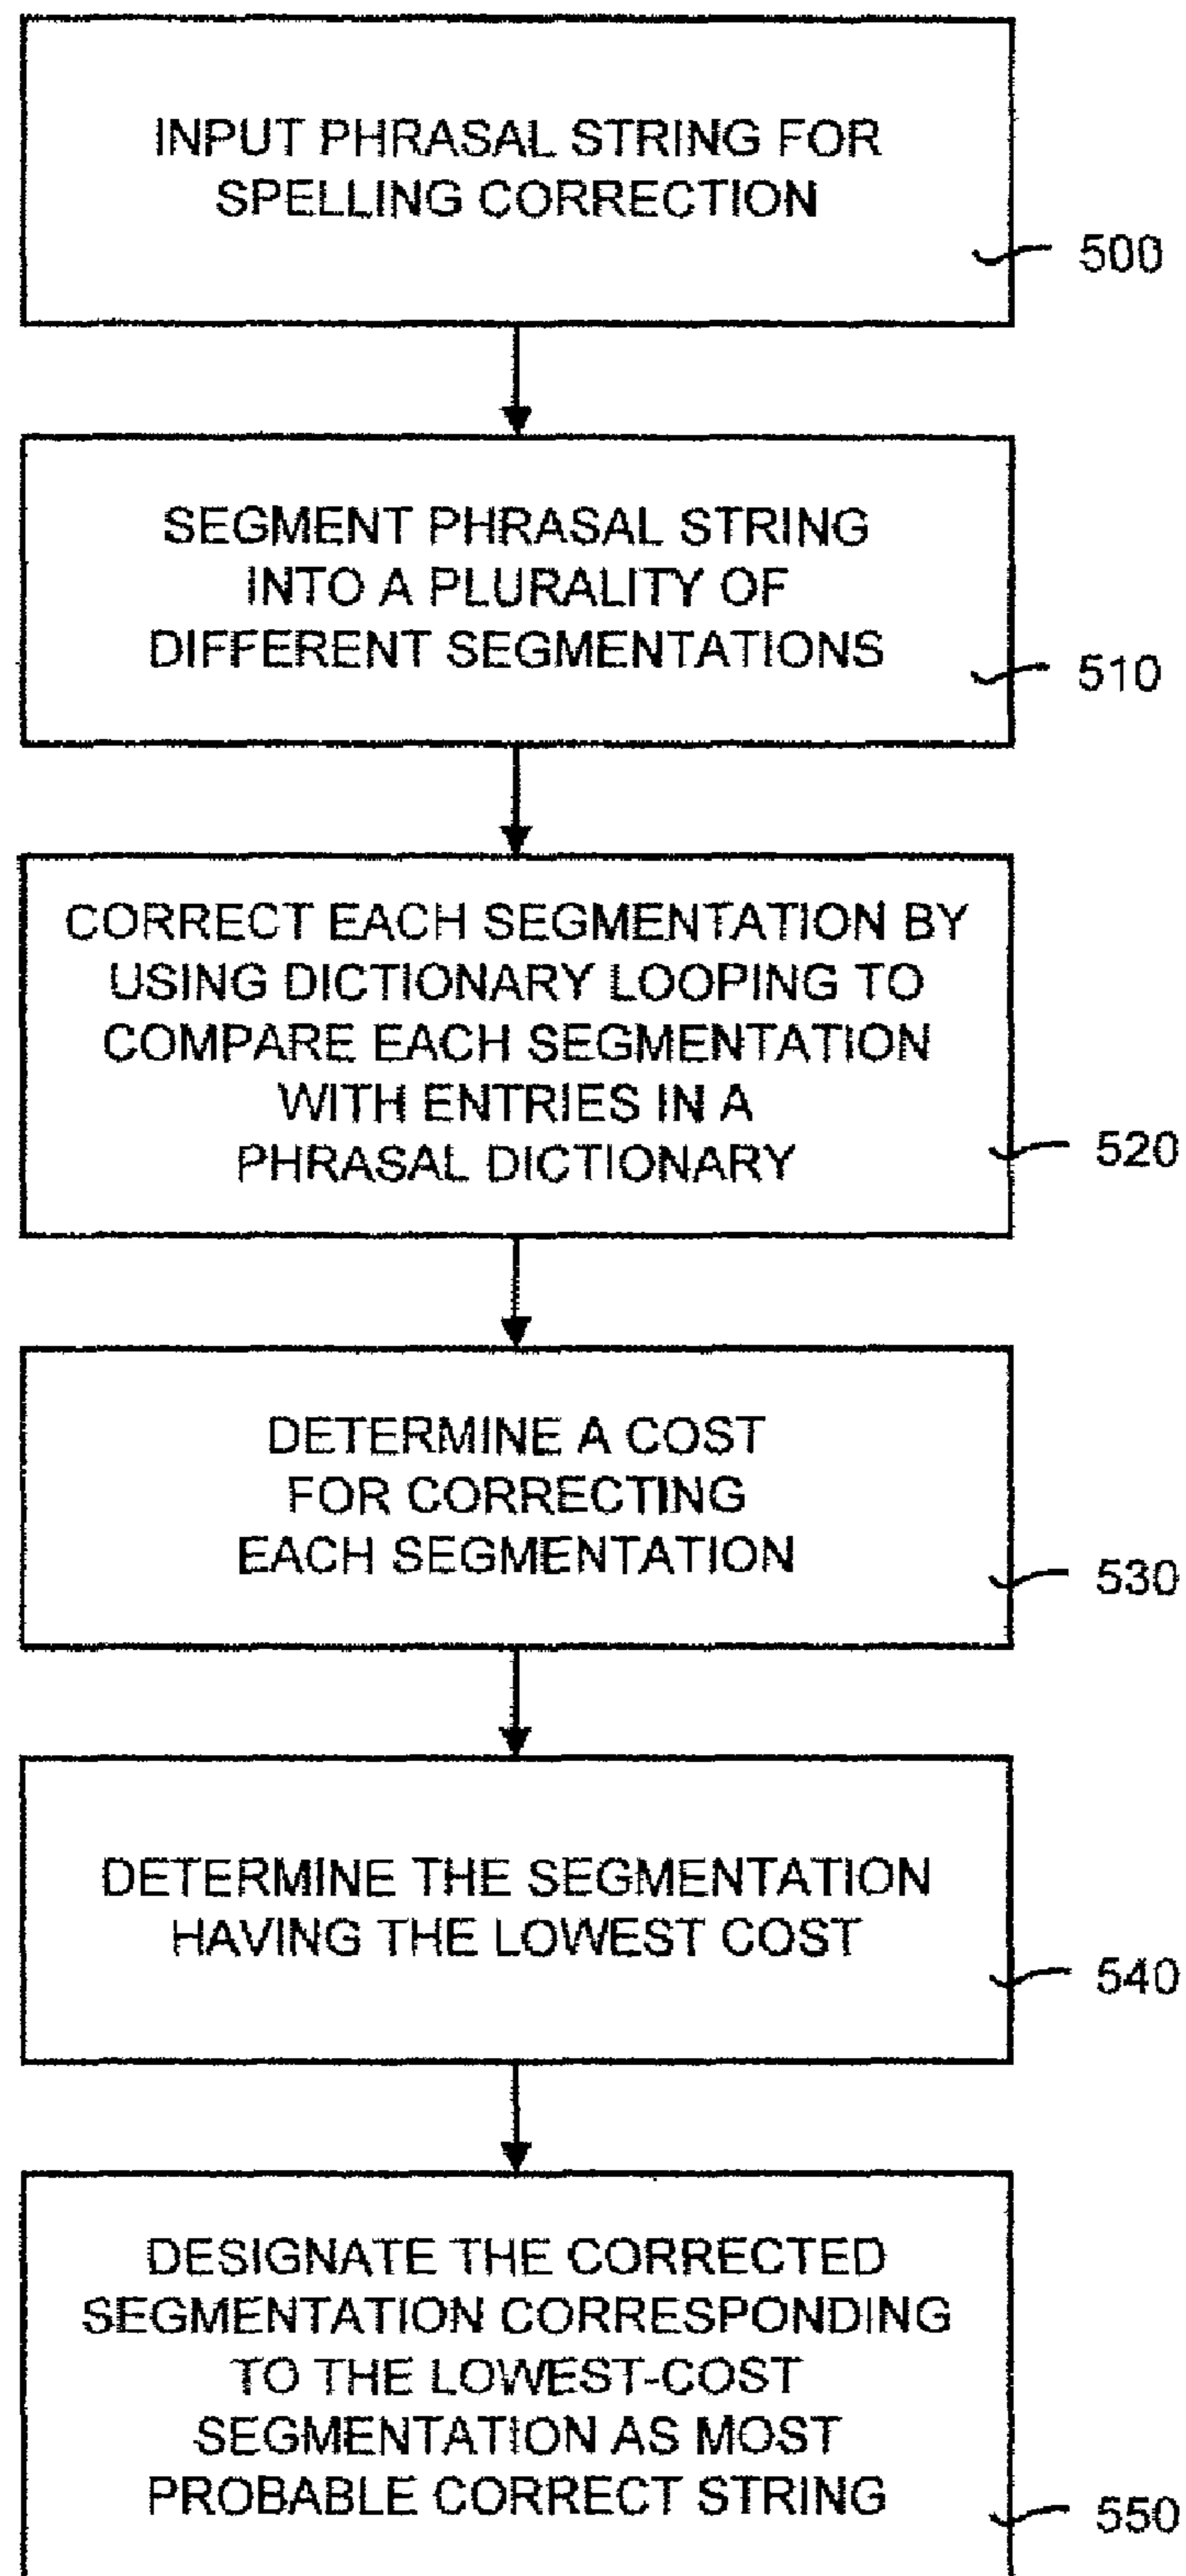 INPUT PHRASAL STRING FOR
SPELLING CORRECTION
500
SEGMENT PHRASAL STRING
INTO A PLURALITY OF
DIFFERENT SEGMENTATIONS
510
CORRECT EACH SEGMENTATION BY
USING DICTIONARY LOOPING TO
COMPARE EACH SEGMENTATION
WITH ENTRIES IN A
PHRASAL DICTIONARY
520
DETERMINE A COST
FOR CORRECTING
EACH SEGMENTATION
530
DETERMINE THE SEGMENTATION
HAVING THE LOWEST COST
540
DESIGNATE THE CORRECTED
SEGMENTATION CORRESPONDING
TO THE LOWEST-COST
SEGMENTATION AS MOST
PROBABLE CORRECT STRING
550